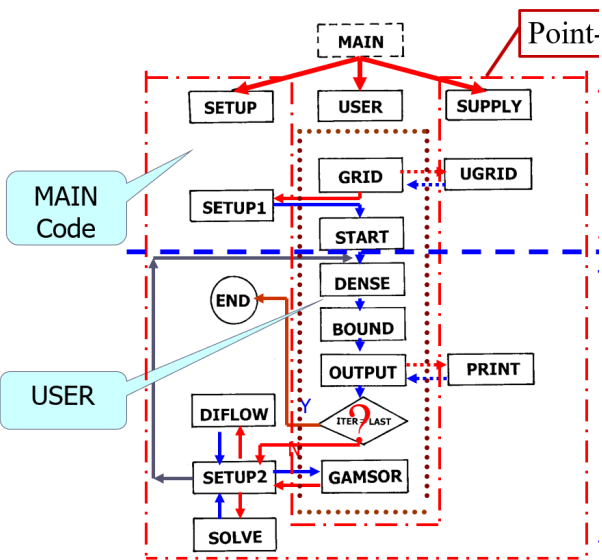 MAIN
Point-
SETUP
USER
SUPPLY
GRID
UGRID
MAIN
Code
SETUP1
START
DENSE
END
BOUND
OUTPUT
PRINT
USER
DIFLOW
Y
ITER=LAST
?
N
SETUP2
GAMSOR
SOLVE